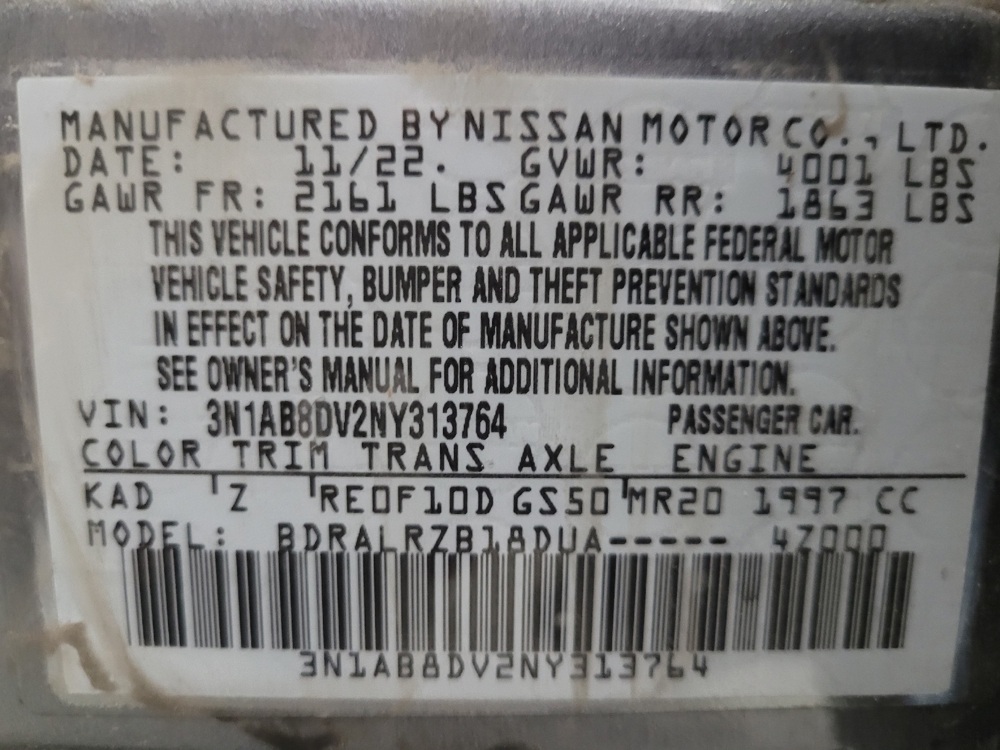 MANUFACTURED BY NISSAN MOTOR CO., LTD.
DATE: 11/22. GVWR: 4001 LBS
GAWR FR: 2161 LBS GAWR RR: 1863 LBS
THIS VEHICLE CONFORMS TO ALL APPLICABLE FEDERAL MOTOR
VEHICLE SAFETY, BUMPER AND THEFT PREVENTION STANDARDS
IN EFFECT ON THE DATE OF MANUFACTURE SHOWN ABOVE.
SEE OWNER'S MANUAL FOR ADDITIONAL INFORMATION.
VIN: 3N1AB8DV2NY313764 PASSENGER CAR.
COLOR TRIM TRANS AXLE ENGINE
KAD Z RE0F10D GS50 MR20 1997 CC
MODEL: BDRALRZB18DUA----- 4Z000
3N1AB8DV2NY313764